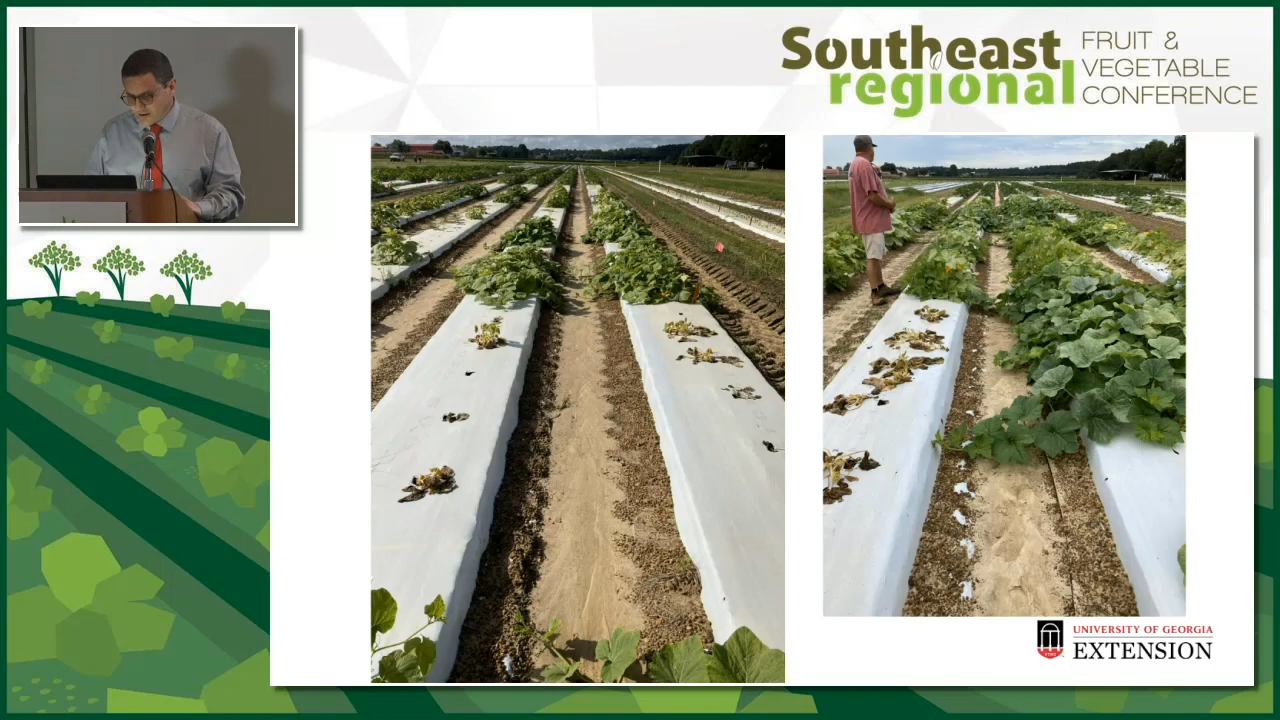 Southeast
regional
FRUIT &
VEGETABLE
CONFERENCE
UNIVERSITY OF GEORGIA
EXTENSION